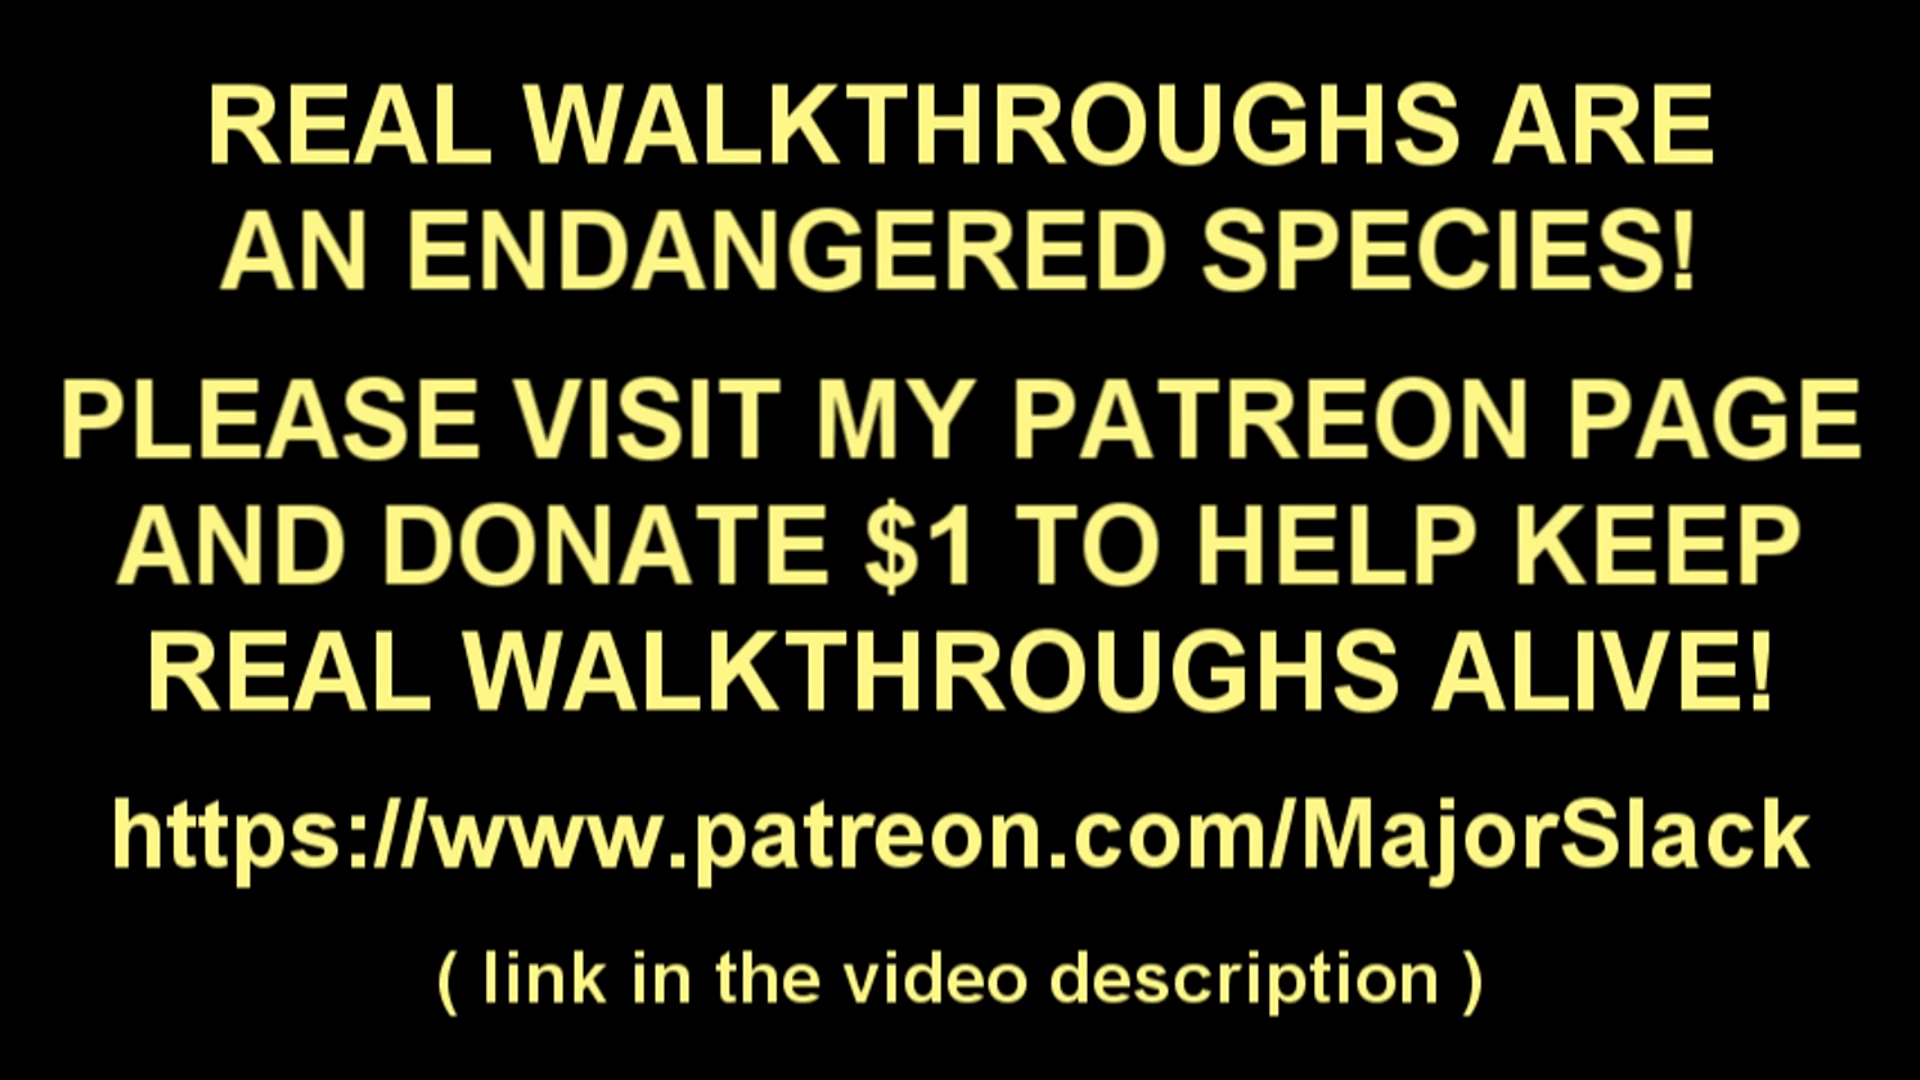 REAL WALKTHROUGHS ARE
AN ENDANGERED SPECIES!
PLEASE VISIT MY PATREON PAGE
AND DONATE $1 TO HELP KEEP
REAL WALKTHROUGHS ALIVE!
https://www.patreon.com/MajorSlack
( link in the video description )